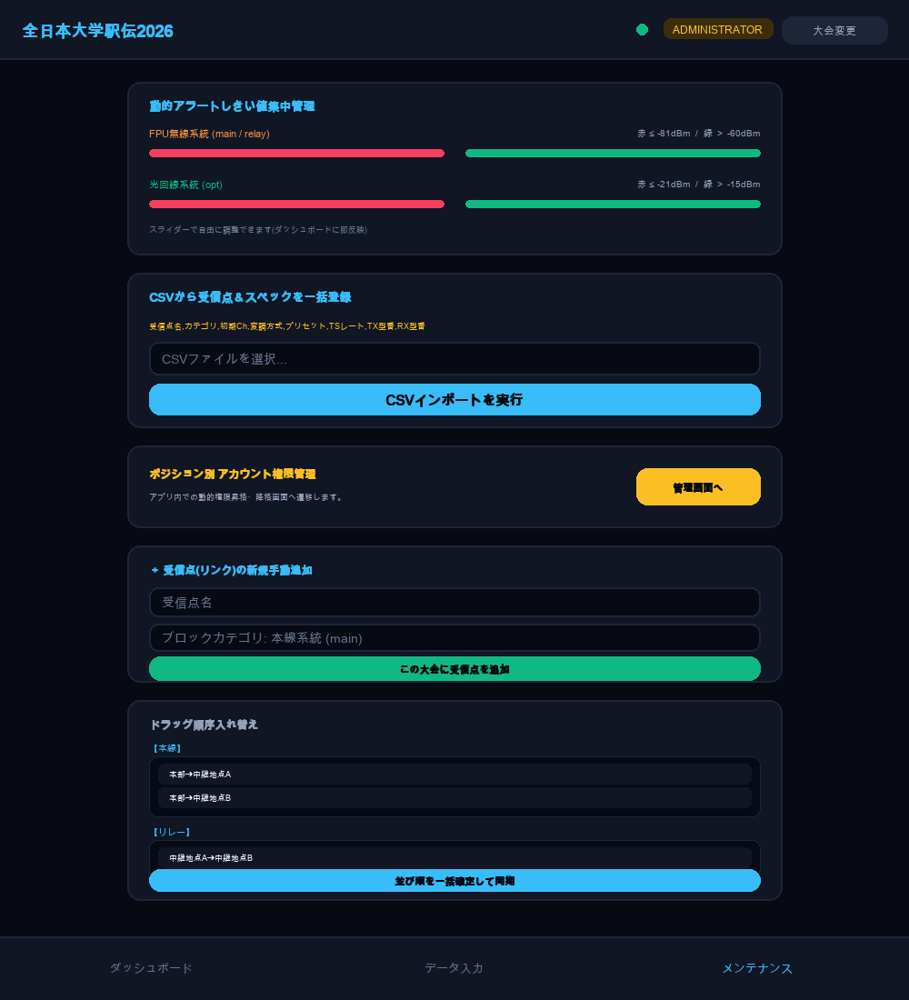 全日本大学駅伝2026
ADMINISTRATOR
大会変更
動的アラートしきい値集中管理
FPU無線系統 (main / relay)
赤 ≤ -81dBm / 緑 > -60dBm
光回線系統 (opt)
赤 ≤ -21dBm / 緑 > -15dBm
スライダーで自由に調整できます(ダッシュボードに即反映)
CSVから受信点＆スペックを一括登録
受信点名,カテゴリ,初期Ch,変調方式,プリセット,TSレート,TX型番,RX型番
CSVファイルを選択...
CSVインポートを実行
ポジション別 アカウント権限管理
アプリ内での動的権限昇格・降格画面へ遷移します。
管理画面へ
＋ 受信点(リンク)の新規手動追加
受信点名
ブロックカテゴリ: 本線系統 (main)
この大会に受信点を追加
ドラッグ順序入れ替え
【本線】
本部→中継地点A
本部→中継地点B
【リレー】
中継地点A→中継地点B
並び順を一括確定して同期
ダッシュボード
データ入力
メンテナンス